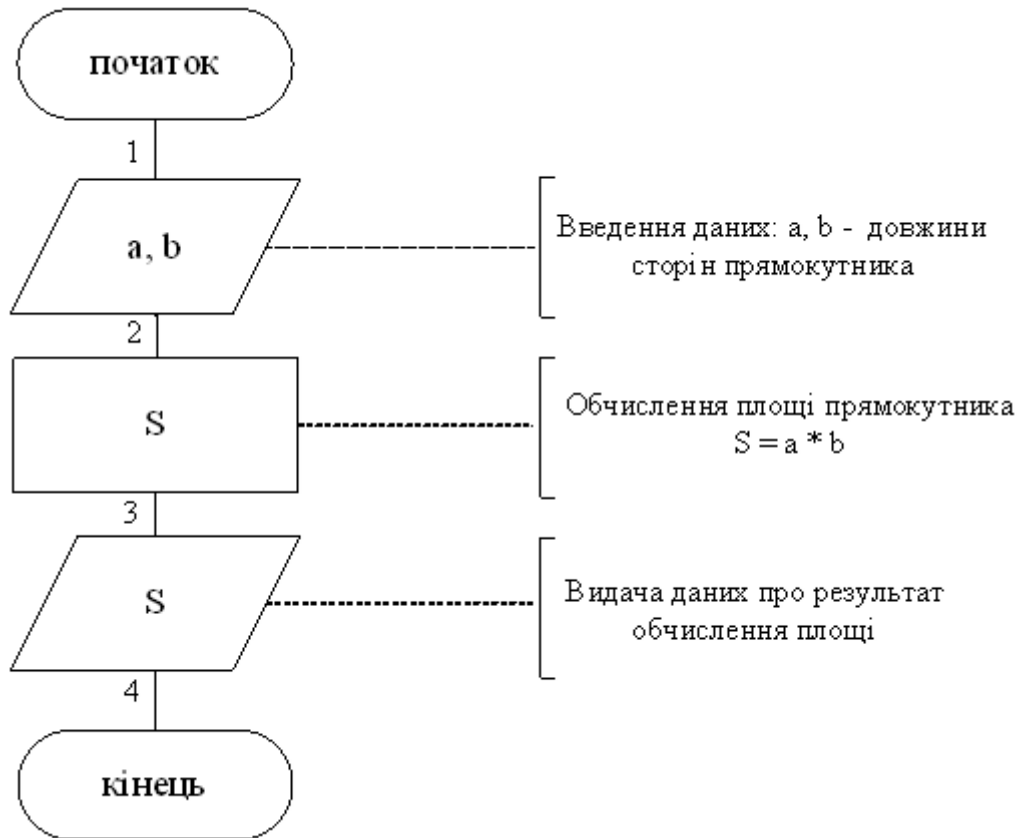 початок
1
a, b
Введення даних: a, b - довжини
сторін прямокутника
2
S
Обчислення площі прямокутника
S = a * b
3
S
Видача даних про результат
обчислення площі
4
кінець